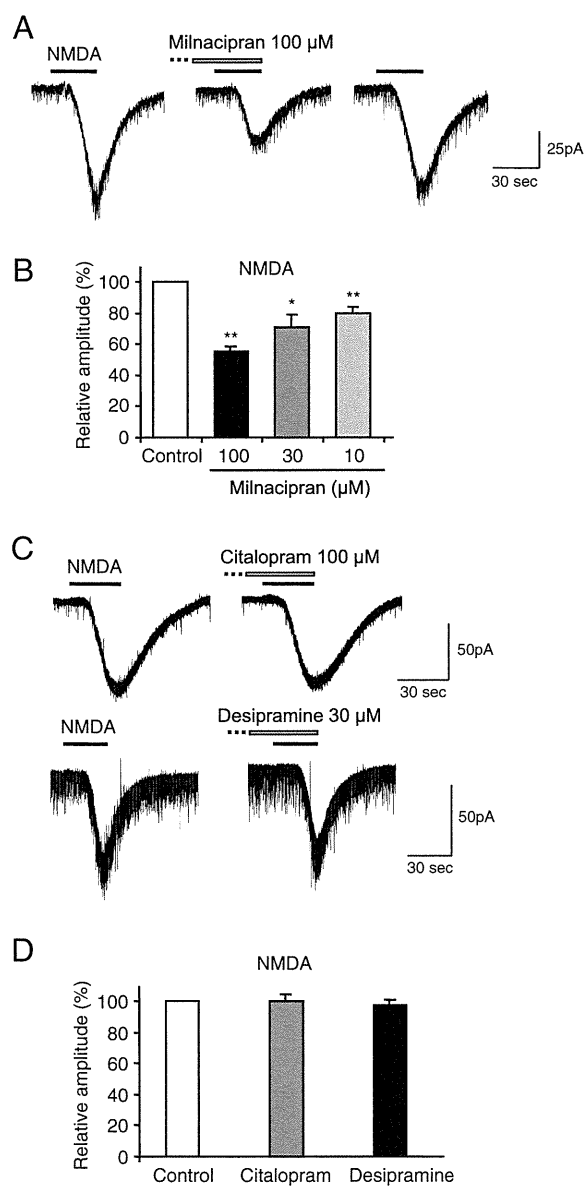 A
Milnacipran 100 µM
NMDA
25pA
30 sec
B
NMDA
Relative amplitude (%)
100
80
60
40
20
0
**
*
**
Control
100
30
10
Milnacipran (µM)
C
NMDA
Citalopram 100 µM
50pA
30 sec
NMDA
Desipramine 30 µM
50pA
30 sec
D
NMDA
Relative amplitude (%)
100
80
60
40
20
0
Control
Citalopram
Desipramine